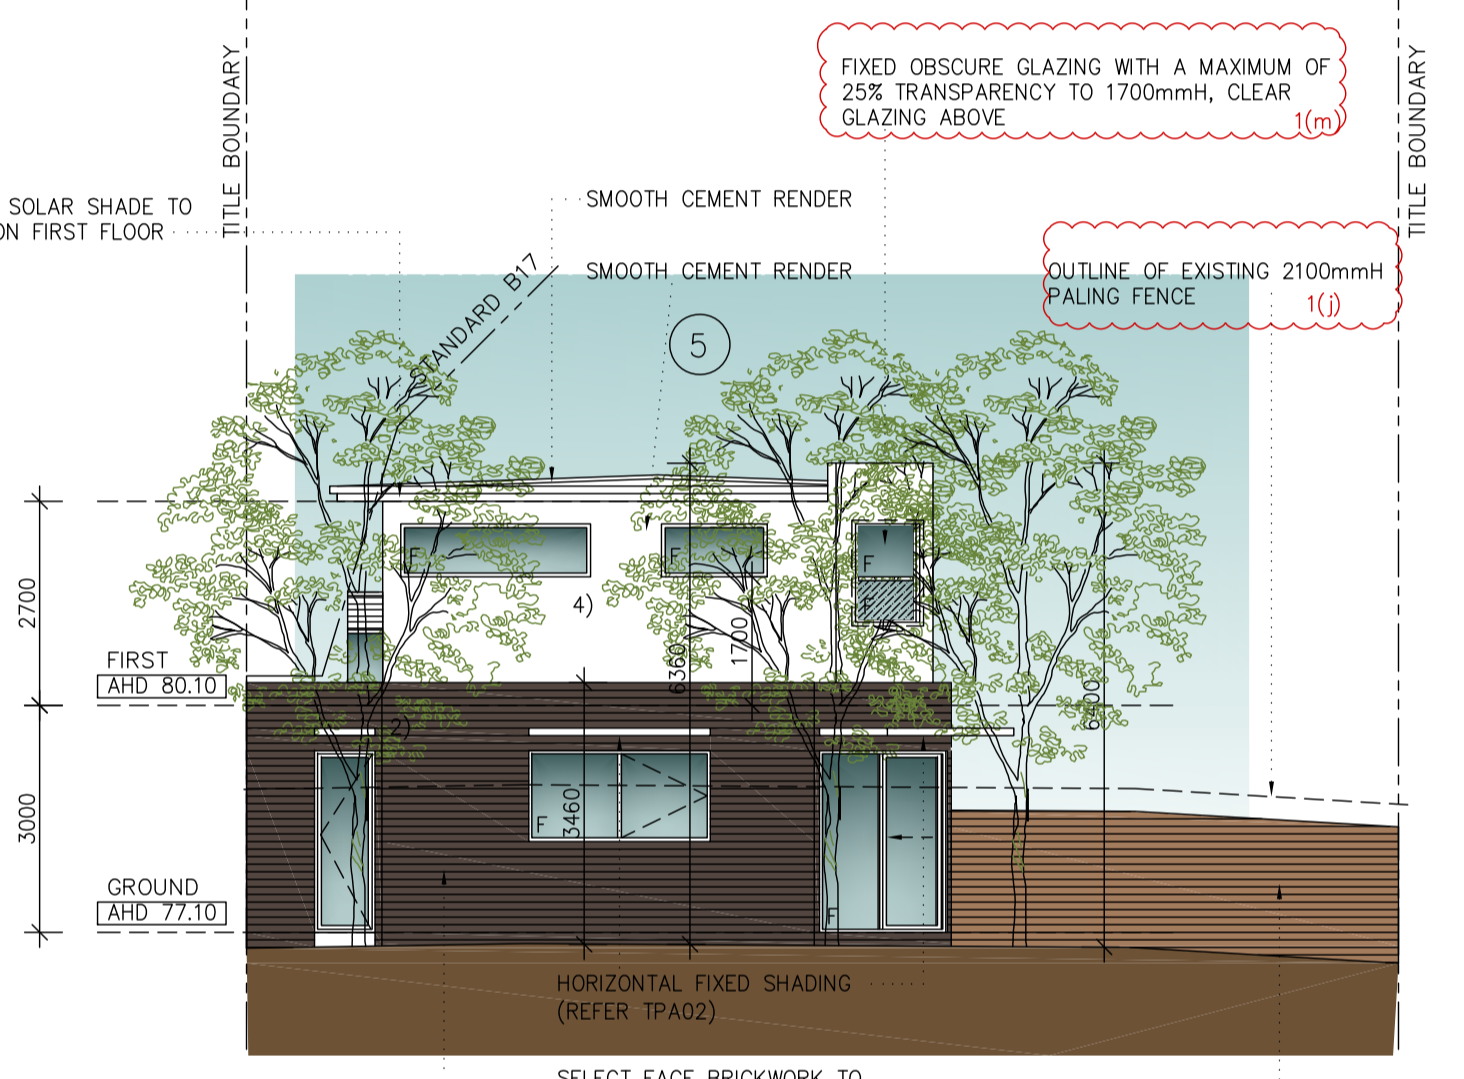 FIXED OBSCURE GLAZING WITH A MAXIMUM OF
25% TRANSPARENCY TO 1700mmH, CLEAR
GLAZING ABOVE
1(m)
TITLE BOUNDARY
TITLE BOUNDARY
SOLAR SHADE TO
ON FIRST FLOOR
SMOOTH CEMENT RENDER
SMOOTH CEMENT RENDER
STANDARD B17
OUTLINE OF EXISTING 2100mmH
PALING FENCE
1(j)
5
F
F
F
F
4)
2700
1700
6360
FIRST
AHD 80.10
2)
3000
3460
F
F
GROUND
AHD 77.10
HORIZONTAL FIXED SHADING
(REFER TPA02)
SELECT FACE BRICKWORK TO